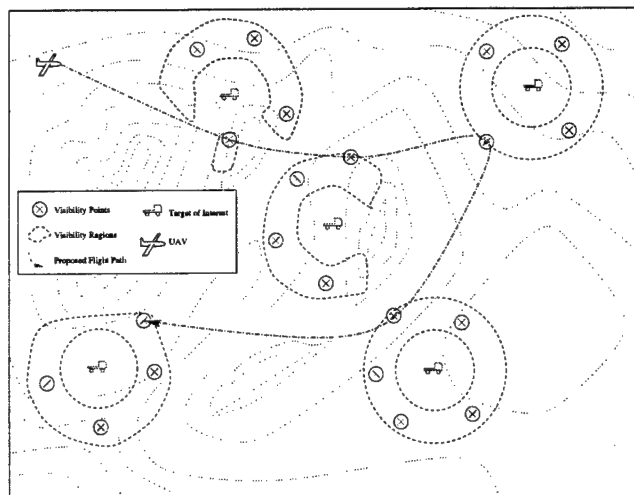 Visibility Points
Target of Interest
Visibility Regions
UAV
Proposed Flight Path